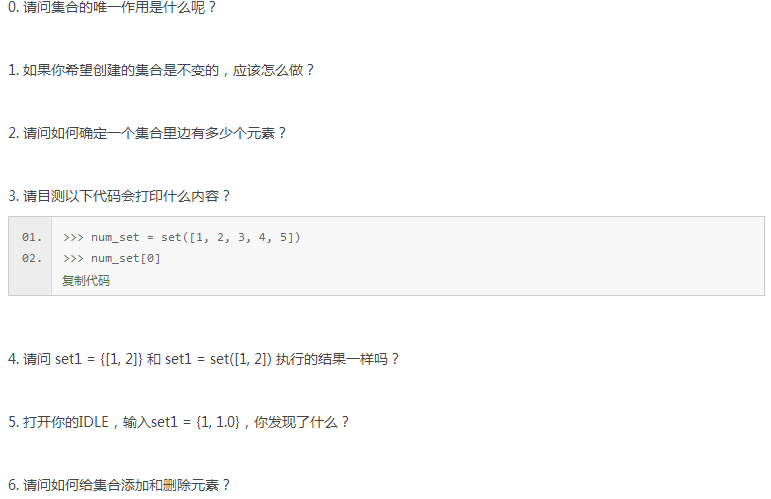 0. 请问集合的唯一作用是什么呢？
1. 如果你希望创建的集合是不变的，应该怎么做？
2. 请问如何确定一个集合里边有多少个元素？
3. 请目测以下代码会打印什么内容？
01. >>> num_set = set([1, 2, 3, 4, 5])
02. >>> num_set[0]
复制代码
4. 请问 set1 = {[1, 2]} 和 set1 = set([1, 2]) 执行的结果一样吗？
5. 打开你的IDLE，输入set1 = {1, 1.0}，你发现了什么？
6. 请问如何给集合添加和删除元素？